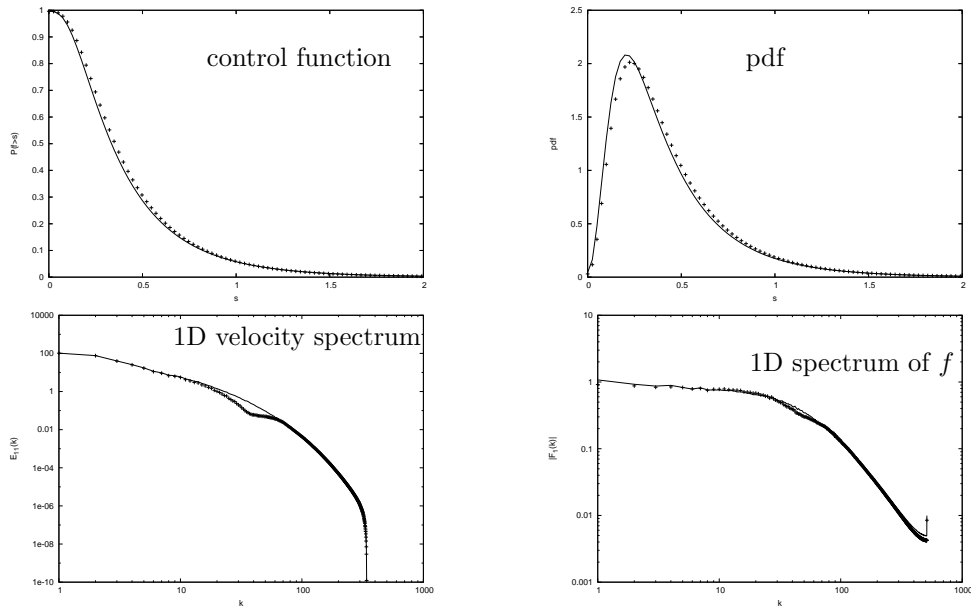 control function
P(f>s)
1
0.9
0.8
0.7
0.6
0.5
0.4
0.3
0.2
0.1
0
0 0.5 1 1.5 2
s
pdf
pdf
2.5
2
1.5
1
0.5
0
0 0.5 1 1.5 2
s
1D velocity spectrum
E₁₁(k)
10000
100
1
0.01
1e-04
1e-06
1e-08
1e-10
1 10 100 1000
k
1D spectrum of f
|F₁(k)|
10
1
0.1
0.01
0.001
1 10 100 1000
k